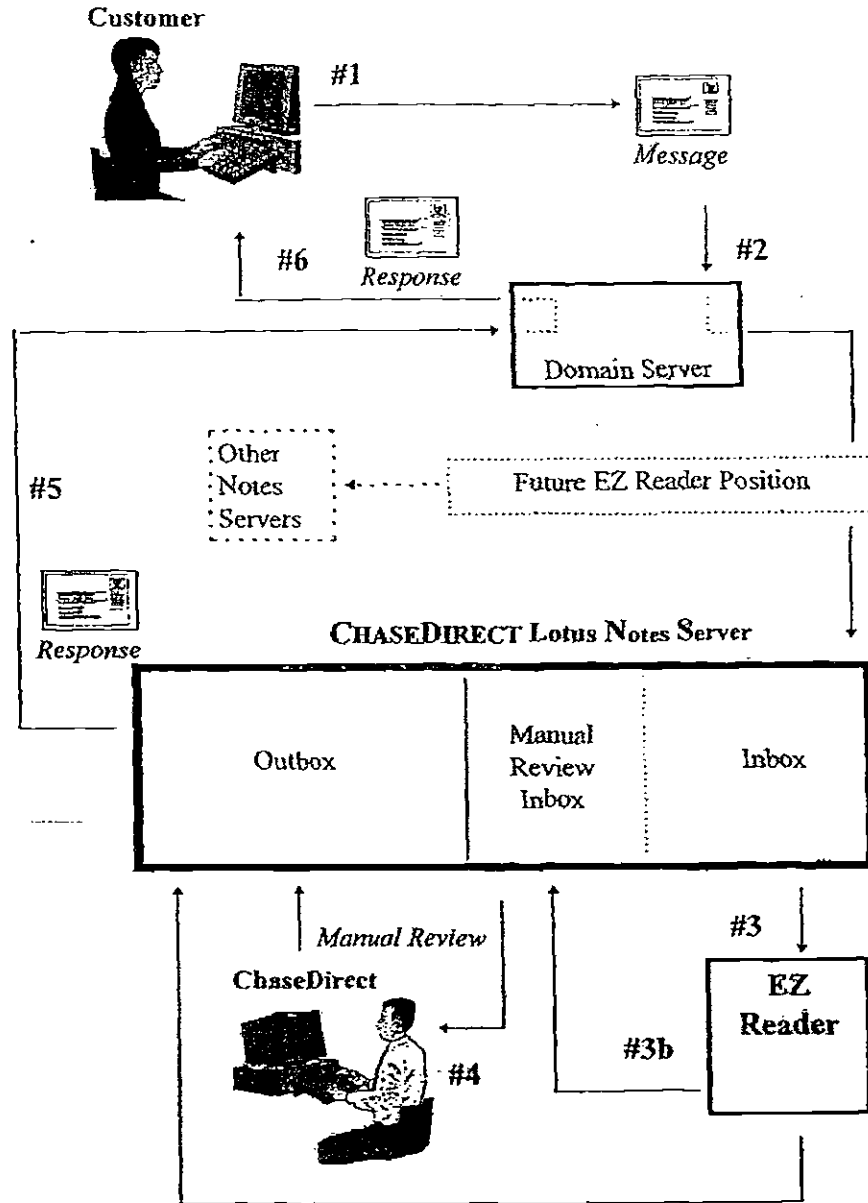 Customer
#1
Message
#2
#6
Response
Domain Server
Other
Notes
Servers
Future EZ Reader Position
#5
Response
CHASEDIRECT Lotus Notes Server
Outbox
Manual
Review
Inbox
Inbox
Manual Review
#3
ChaseDirect
EZ
Reader
#3b
#4